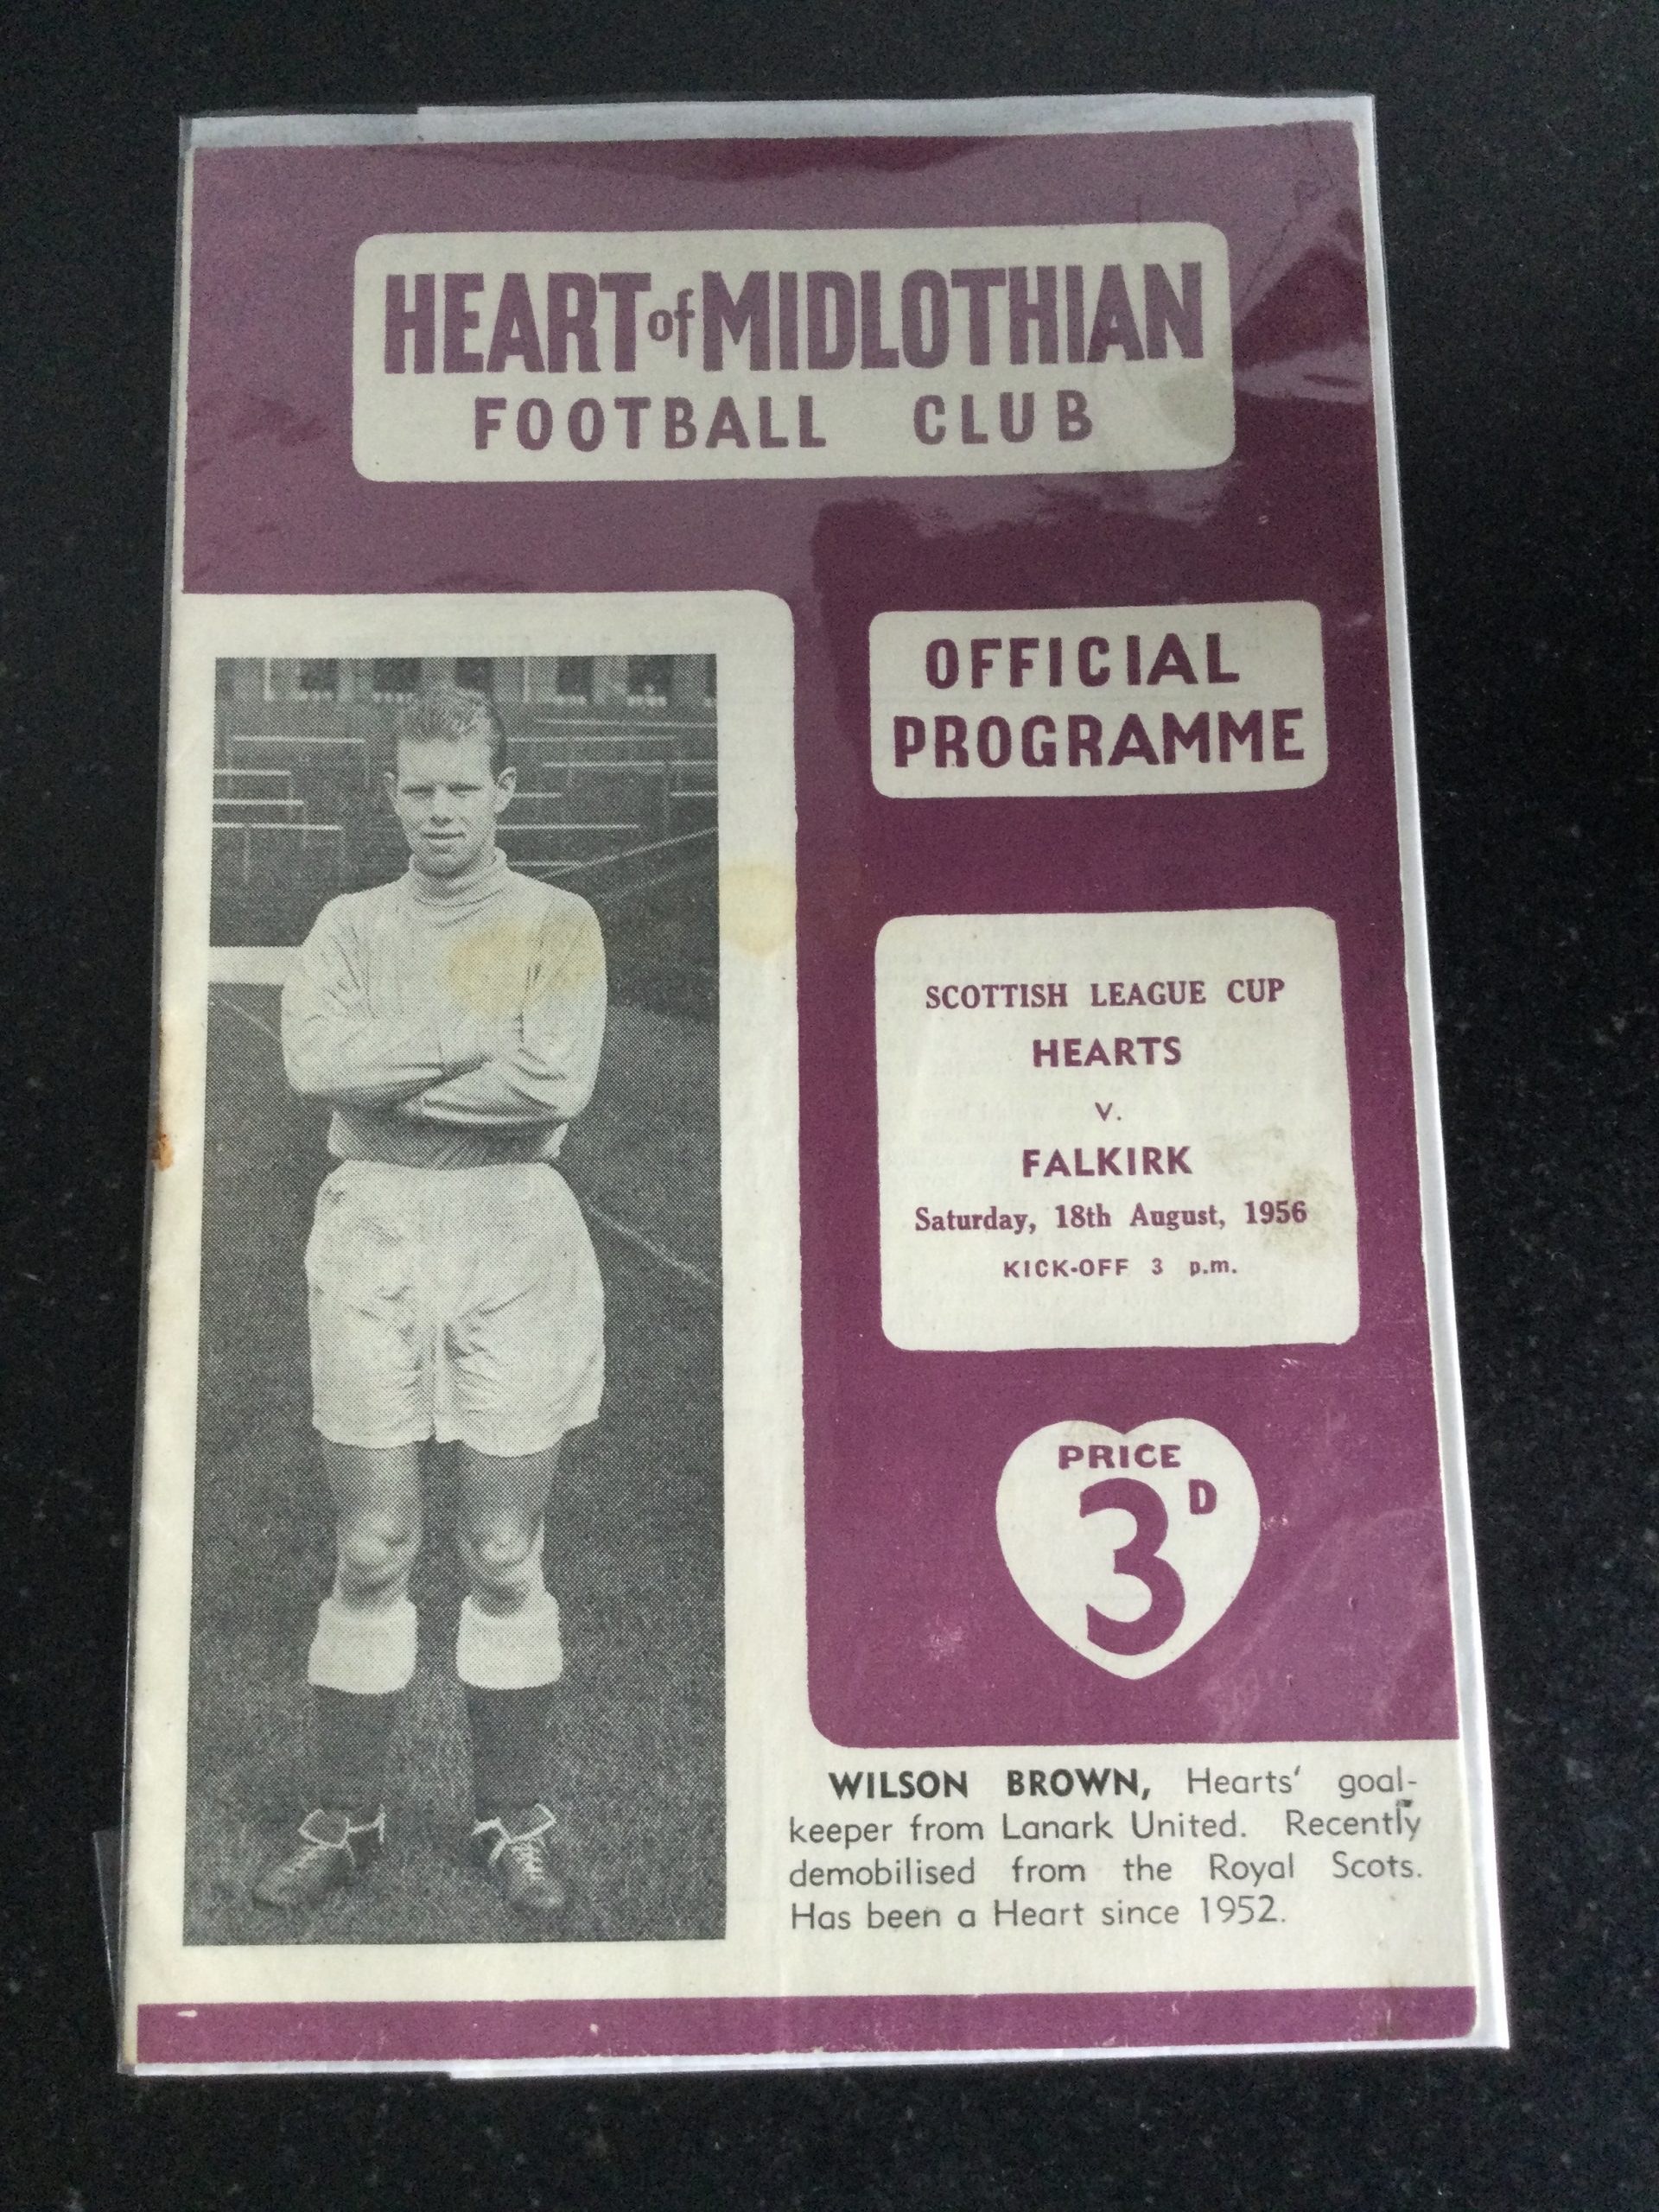 HEART of MIDLOTHIAN
FOOTBALL CLUB
OFFICIAL
PROGRAMME
SCOTTISH LEAGUE CUP
HEARTS
v.
FALKIRK
Saturday, 18th August, 1956
KICK-OFF 3 p.m.
PRICE
3D
WILSON BROWN, Hearts' goal-
keeper from Lanark United. Recently
demobilised from the Royal Scots.
Has been a Heart since 1952.